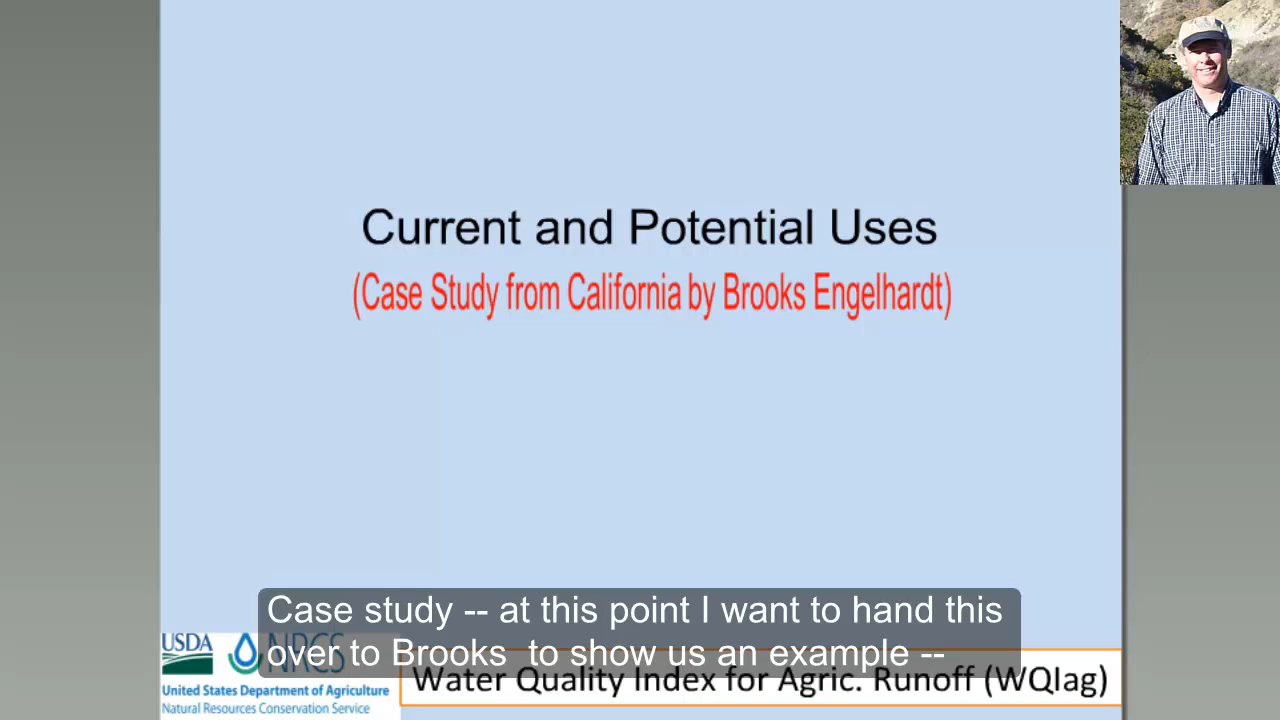 Current and Potential Uses
(Case Study from California by Brooks Engelhardt)
Case study -- at this point I want to hand this
over to Brooks  to show us an example --
USDA NRCS
United States Department of Agriculture
Natural Resources Conservation Service
Water Quality Index for Agric. Runoff (WQIag)